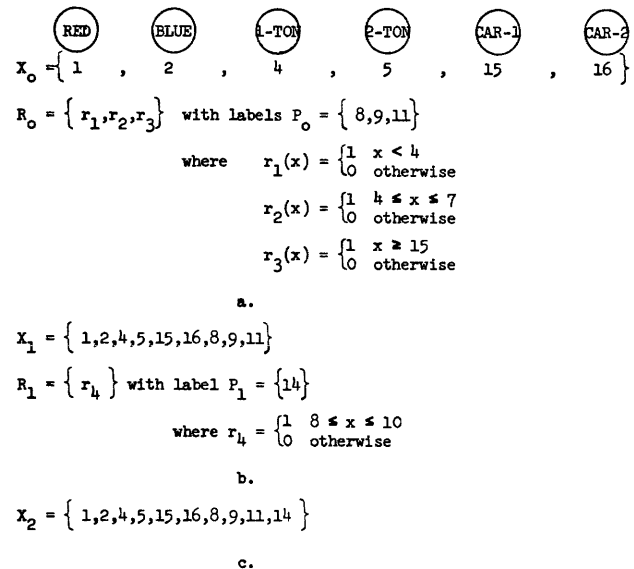 RED BLUE 1-TON 2-TON CAR-1 CAR-2
X₀ = { 1 , 2 , 4 , 5 , 15 , 16 }
R₀ = { r₁,r₂,r₃ } with labels P₀ = { 8,9,11 }
where r₁(x) = { 1 x < 4
0 otherwise
r₂(x) = { 1 4 ≤ x ≤ 7
0 otherwise
r₃(x) = { 1 x ≥ 15
0 otherwise
a.
X₁ = { 1,2,4,5,15,16,8,9,11 }
R₁ = { r₄ } with label P₁ = {14}
where r₄ = { 1 8 ≤ x ≤ 10
0 otherwise
b.
X₂ = { 1,2,4,5,15,16,8,9,11,14 }
c.